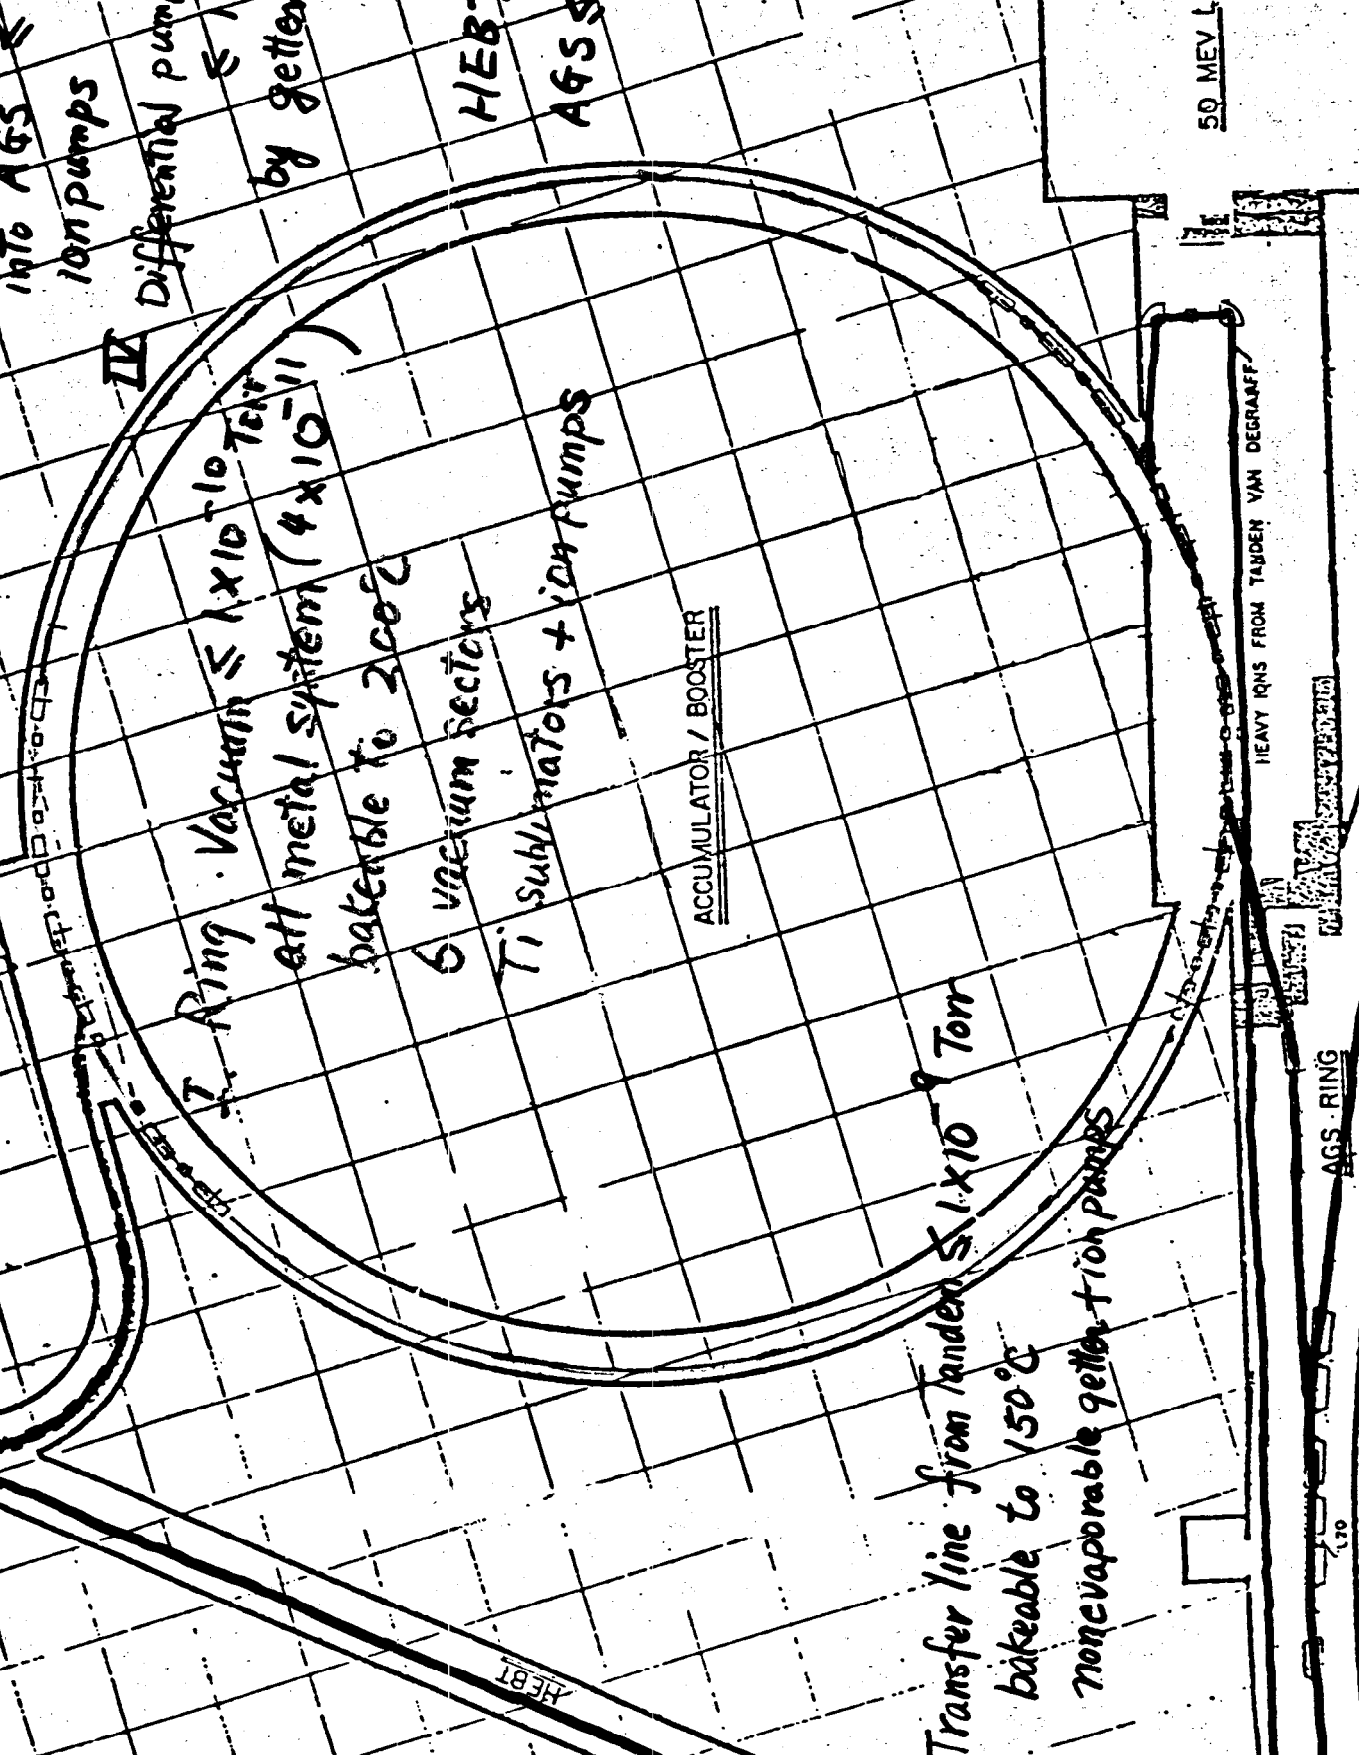 into AGS ≤
ion pumps
IV
Differential pum
≤
by getter
HEB
AGS ≤
I. Ring Vacuum ≤ 1×10⁻¹⁰ Torr
all metal system (4×10⁻¹¹)
bakeable to 200°C
6 vacuum sectors
Ti sublimators + ion pumps
ACCUMULATOR / BOOSTER
Transfer line from Tandem ≤ 1×10⁻⁹ Torr
bakeable to 150°C
nonevaporable getter + ion pumps
50 MEV L
HEAVY IONS FROM TANDEN VAN DEGRAAFF
AGS RING
L20
HEBT